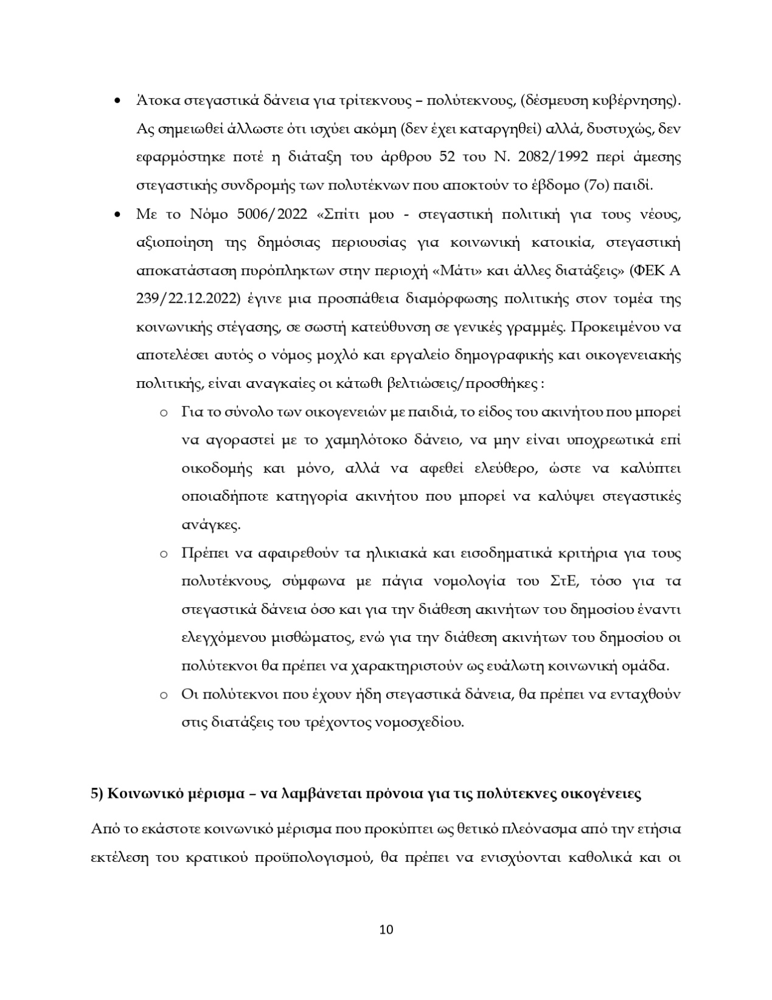 • Άτοκα στεγαστικά δάνεια για τρίτεκνους – πολύτεκνους, (δέσμευση κυβέρνησης).
Ας σημειωθεί άλλωστε ότι ισχύει ακόμη (δεν έχει καταργηθεί) αλλά, δυστυχώς, δεν
εφαρμόστηκε ποτέ η διάταξη του άρθρου 52 του Ν. 2082/1992 περί άμεσης
στεγαστικής συνδρομής των πολυτέκνων που αποκτούν το έβδομο (7ο) παιδί.
• Με το Νόμο 5006/2022 «Σπίτι μου - στεγαστική πολιτική για τους νέους,
αξιοποίηση της δημόσιας περιουσίας για κοινωνική κατοικία, στεγαστική
αποκατάσταση πυρόπληκτων στην περιοχή «Μάτι» και άλλες διατάξεις» (ΦΕΚ Α
239/22.12.2022) έγινε μια προσπάθεια διαμόρφωσης πολιτικής στον τομέα της
κοινωνικής στέγασης, σε σωστή κατεύθυνση σε γενικές γραμμές. Προκειμένου να
αποτελέσει αυτός ο νόμος μοχλό και εργαλείο δημογραφικής και οικογενειακής
πολιτικής, είναι αναγκαίες οι κάτωθι βελτιώσεις/προσθήκες :
o Για το σύνολο των οικογενειών με παιδιά, το είδος του ακινήτου που μπορεί
να αγοραστεί με το χαμηλότοκο δάνειο, να μην είναι υποχρεωτικά επί
οικοδομής και μόνο, αλλά να αφεθεί ελεύθερο, ώστε να καλύπτει
οποιαδήποτε κατηγορία ακινήτου που μπορεί να καλύψει στεγαστικές
ανάγκες.
o Πρέπει να αφαιρεθούν τα ηλικιακά και εισοδηματικά κριτήρια για τους
πολυτέκνους, σύμφωνα με πάγια νομολογία του ΣτΕ, τόσο για τα
στεγαστικά δάνεια όσο και για την διάθεση ακινήτων του δημοσίου έναντι
ελεγχόμενου μισθώματος, ενώ για την διάθεση ακινήτων του δημοσίου οι
πολύτεκνοι θα πρέπει να χαρακτηριστούν ως ευάλωτη κοινωνική ομάδα.
o Οι πολύτεκνοι που έχουν ήδη στεγαστικά δάνεια, θα πρέπει να ενταχθούν
στις διατάξεις του τρέχοντος νομοσχεδίου.
5) Κοινωνικό μέρισμα – να λαμβάνεται πρόνοια για τις πολύτεκνες οικογένειες
Από το εκάστοτε κοινωνικό μέρισμα που προκύπτει ως θετικό πλεόνασμα από την ετήσια
εκτέλεση του κρατικού προϋπολογισμού, θα πρέπει να ενισχύονται καθολικά και οι
10